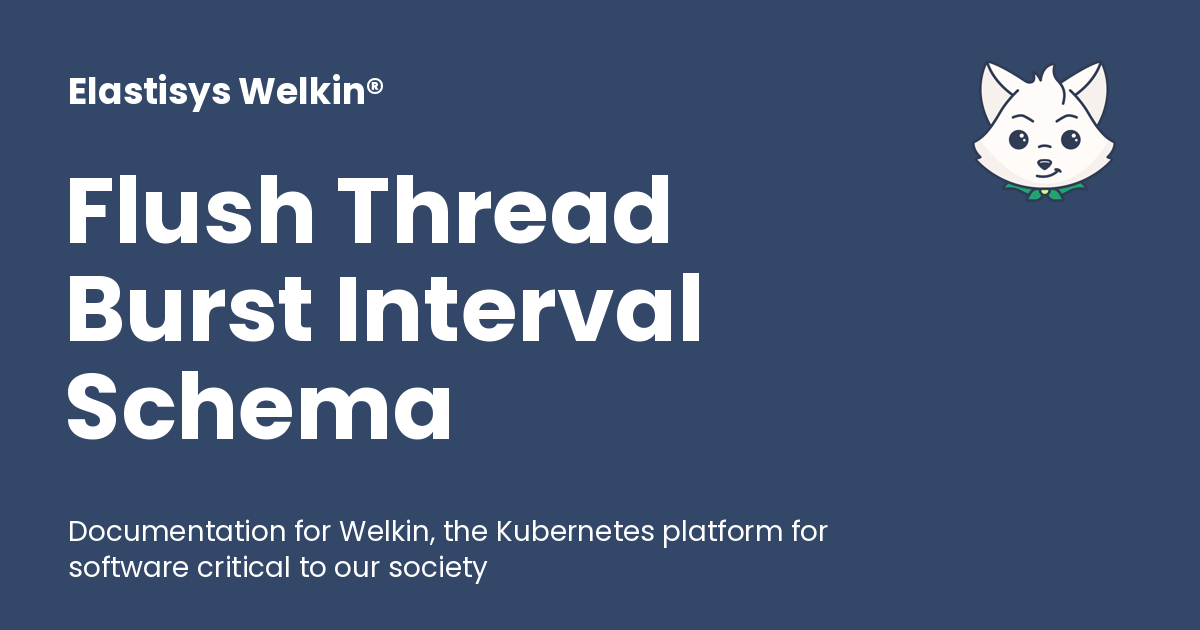 Elastisys Welkin®
Flush Thread
Burst Interval
Schema
Documentation for Welkin, the Kubernetes platform for
software critical to our society